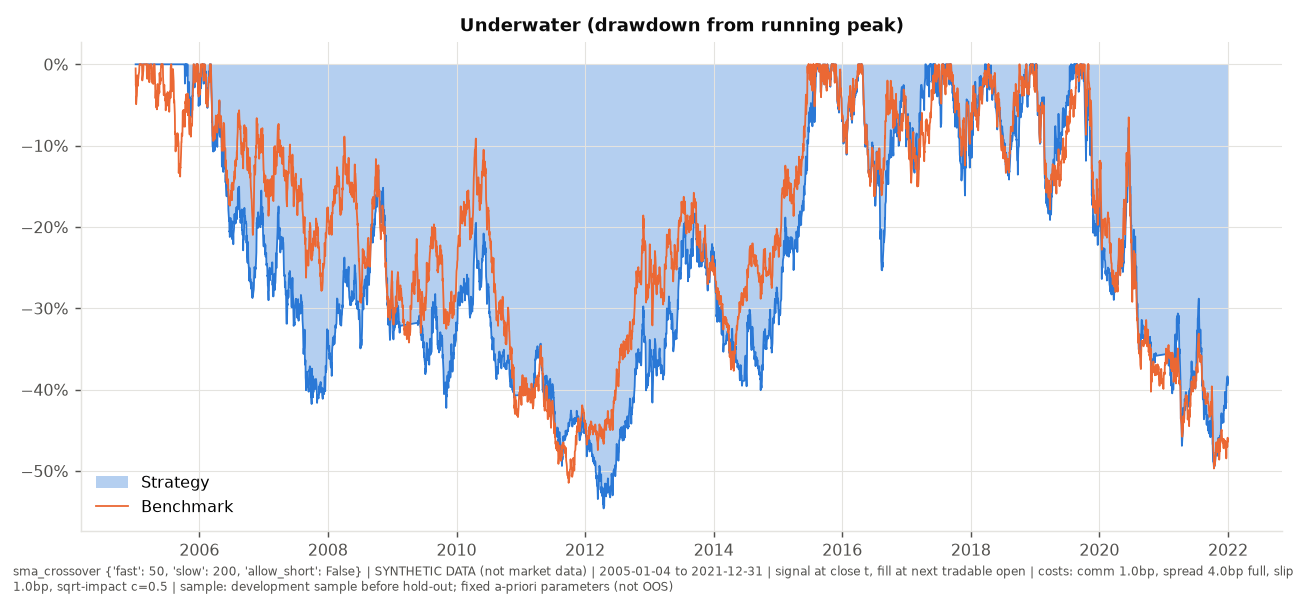 Underwater (drawdown from running peak)
0%
−10%
−20%
−30%
−40%
−50%
Strategy
Benchmark
2006 2008 2010 2012 2014 2016 2018 2020 2022
sma_crossover {'fast': 50, 'slow': 200, 'allow_short': False} | SYNTHETIC DATA (not market data) | 2005-01-04 to 2021-12-31 | signal at close t, fill at next tradable open | costs: comm 1.0bp, spread 4.0bp full, slip
1.0bp, sqrt-impact c=0.5 | sample: development sample before hold-out; fixed a-priori parameters (not OOS)